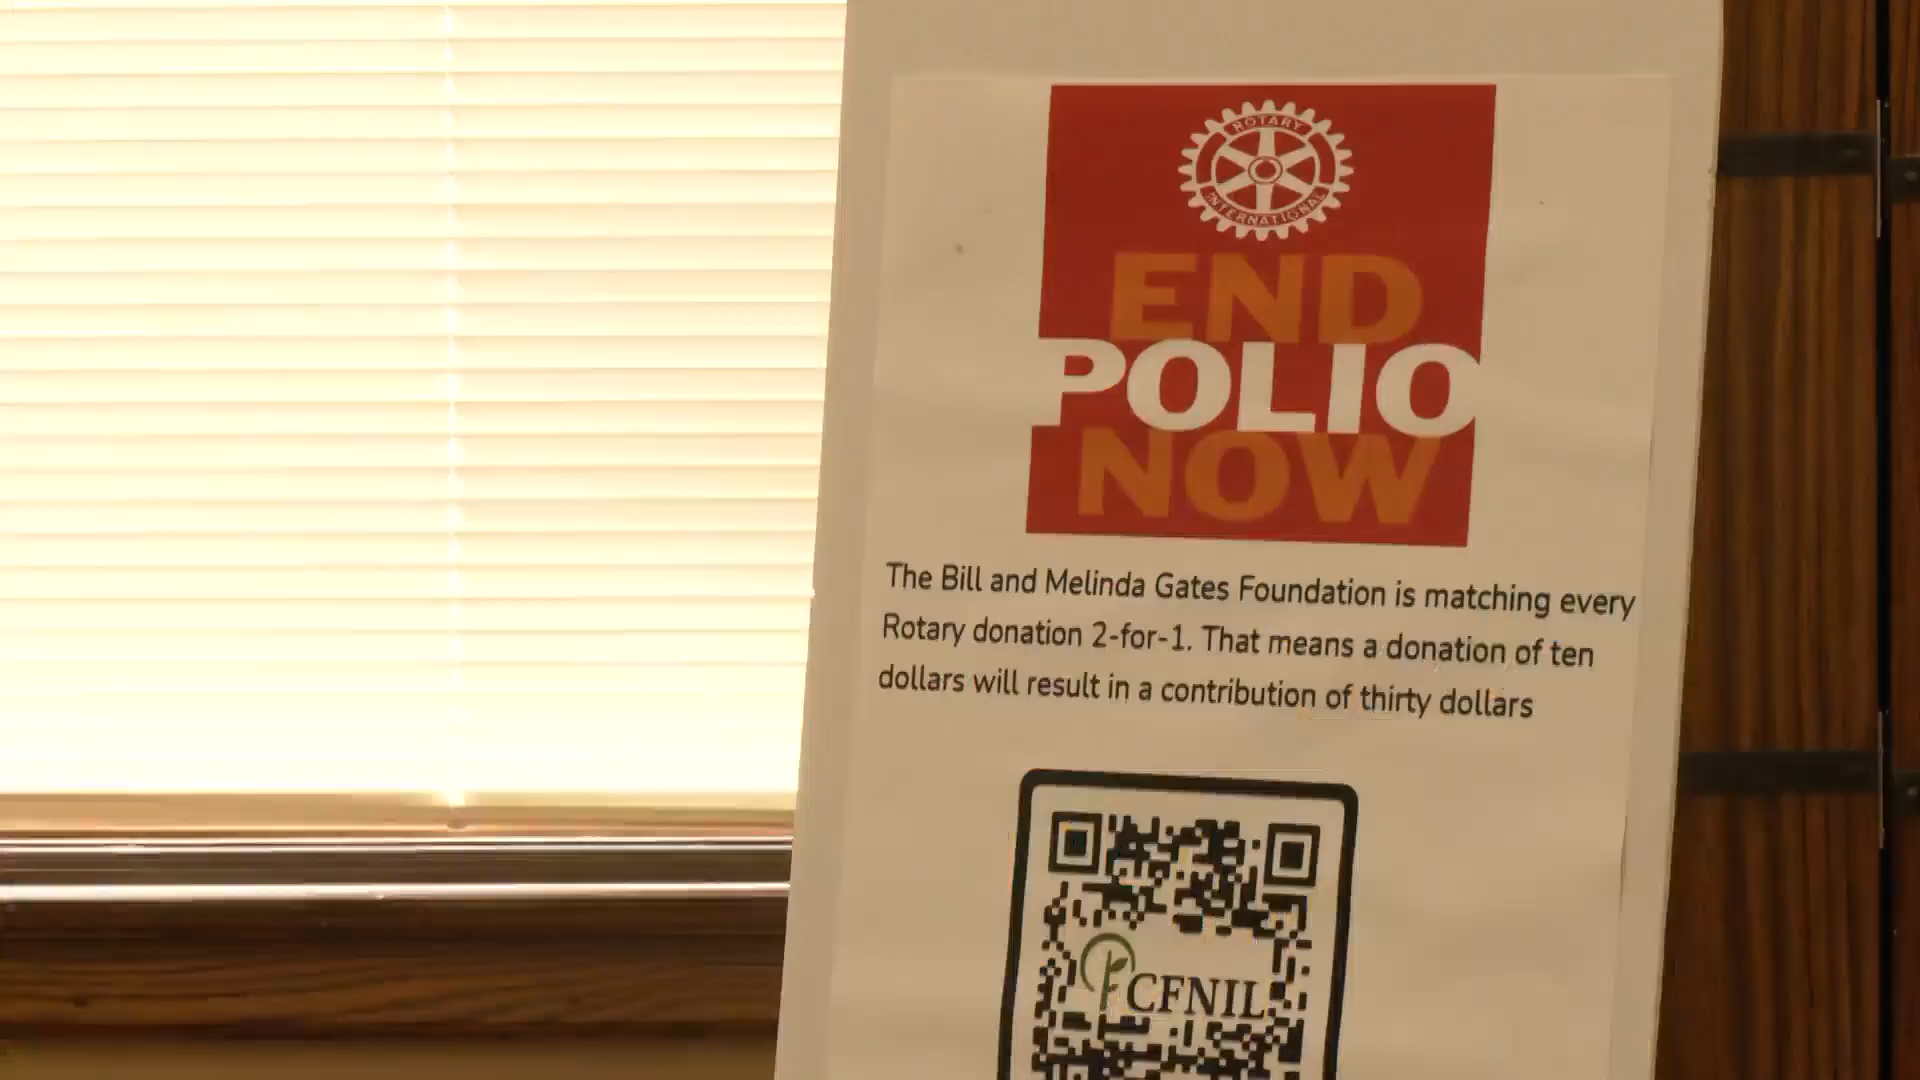 ROTARY
INTERNATIONAL
END
POLIO
NOW
The Bill and Melinda Gates Foundation is matching every
Rotary donation 2-for-1. That means a donation of ten
dollars will result in a contribution of thirty dollars
CFNIL